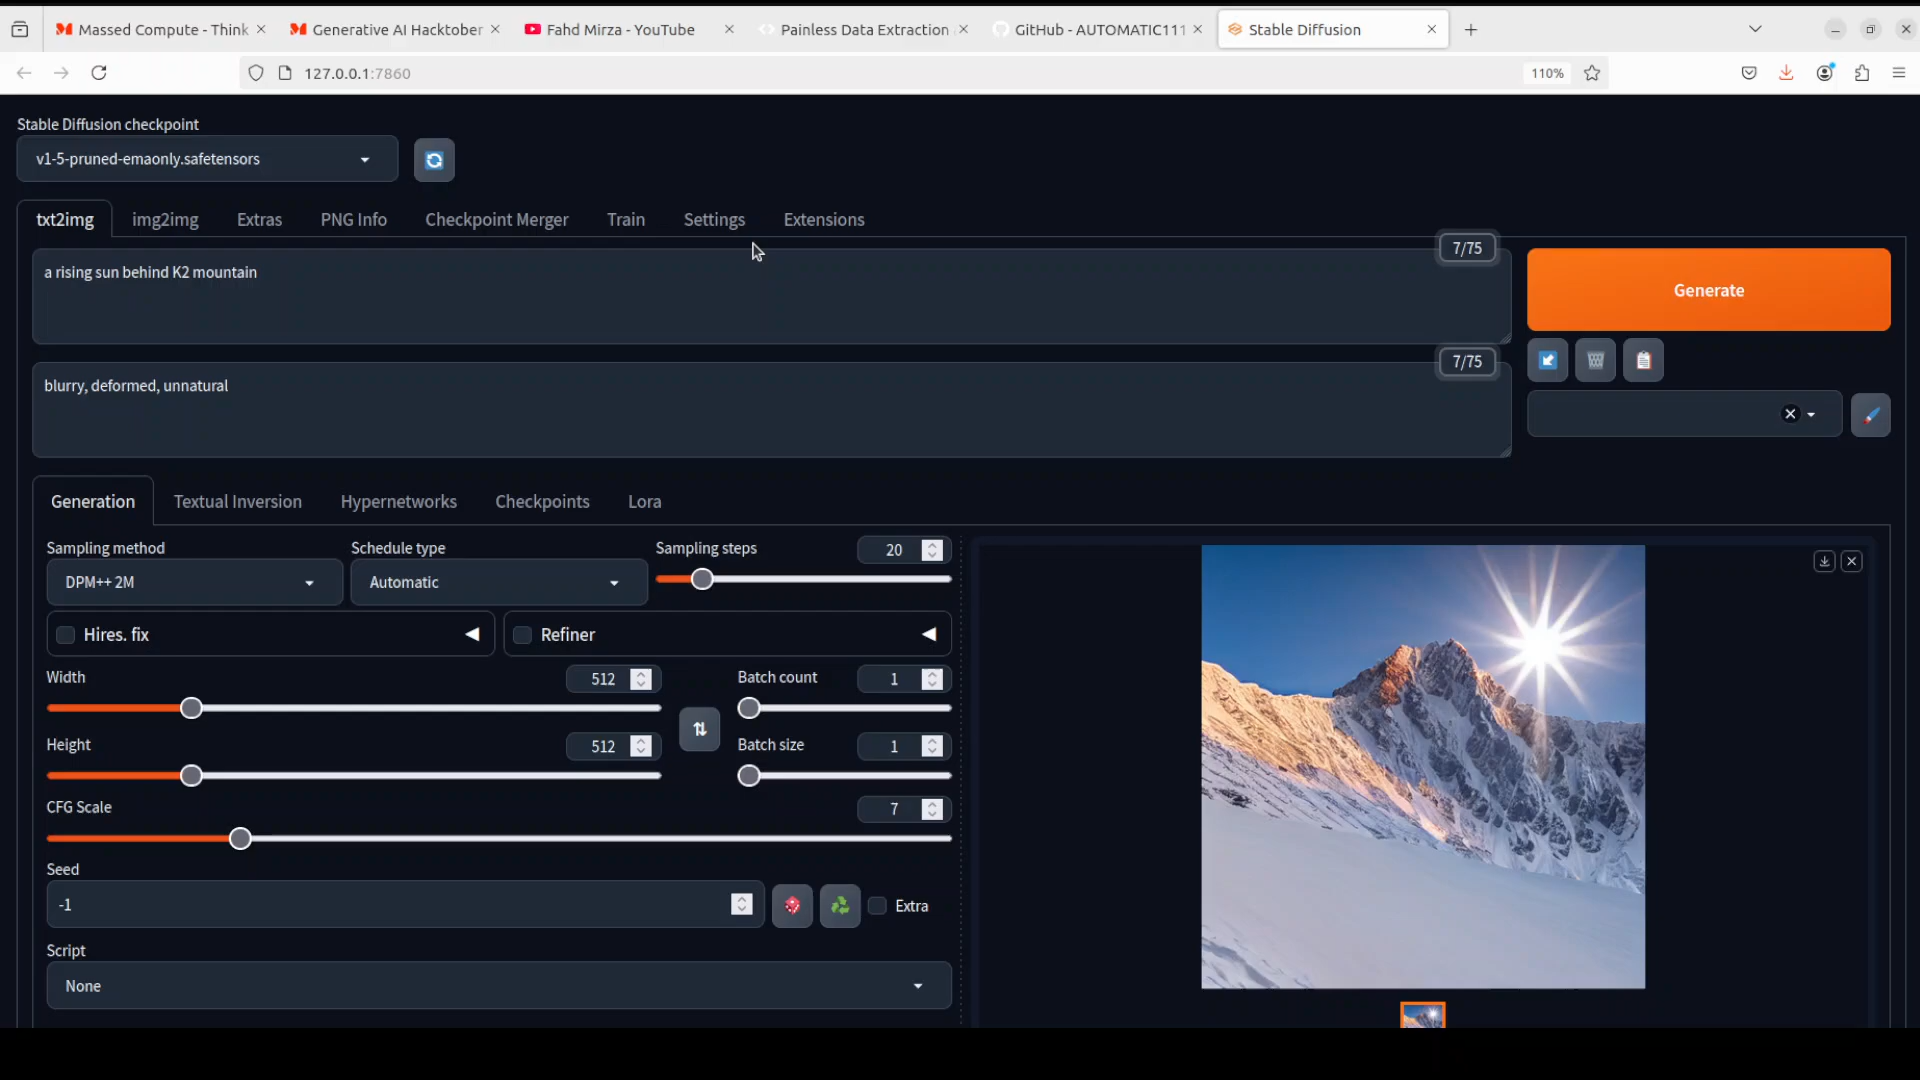 Massed Compute - Think
Generative AI Hacktober
Fahd Mirza - YouTube
Painless Data Extraction
GitHub - AUTOMATIC111
Stable Diffusion
127.0.0.1:7860
110%
Stable Diffusion checkpoint
v1-5-pruned-emaonly.safetensors
txt2img
img2img
Extras
PNG Info
Checkpoint Merger
Train
Settings
Extensions
7/75
a rising sun behind K2 mountain
Generate
7/75
blurry, deformed, unnatural
Generation
Textual Inversion
Hypernetworks
Checkpoints
Lora
Sampling method
Schedule type
Sampling steps
20
DPM++ 2M
Automatic
Hires. fix
Refiner
Width
512
Batch count
1
Height
512
Batch size
1
CFG Scale
7
Seed
-1
Extra
Script
None